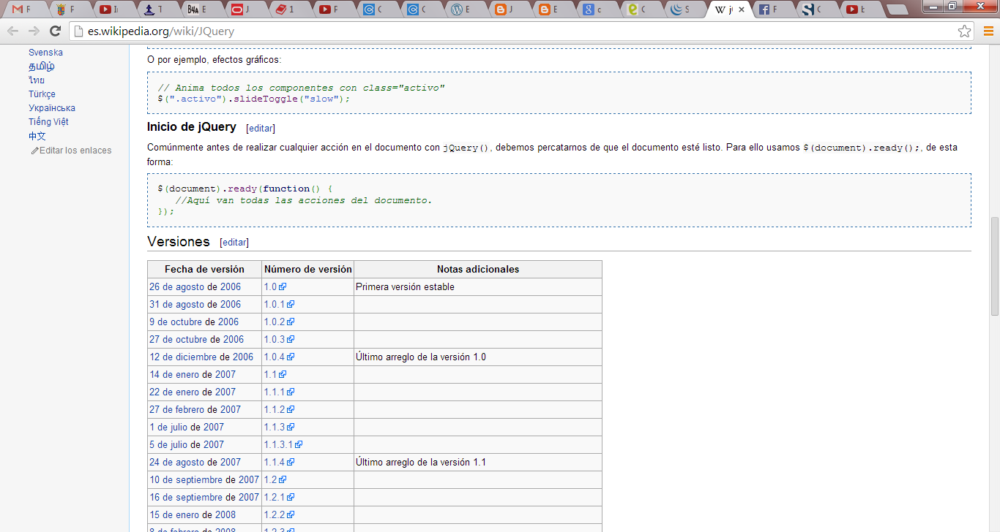 es.wikipedia.org/wiki/JQuery
Svenska
தமிழ்
ไทย
Türkçe
Українська
Tiếng Việt
中文
Editar los enlaces
O por ejemplo, efectos gráficos:
// Anima todos los componentes con class="activo"
$(".activo").slideToggle("slow");
Inicio de jQuery [editar]
Comúnmente antes de realizar cualquier acción en el documento con jQuery(), debemos percatarnos de que el documento esté listo. Para ello usamos $(document).ready();, de esta
forma:
$(document).ready(function() {
//Aquí van todas las acciones del documento.
});
Versiones [editar]
Fecha de versión Número de versión Notas adicionales
26 de agosto de 2006 1.0 Primera versión estable
31 de agosto de 2006 1.0.1
9 de octubre de 2006 1.0.2
27 de octubre de 2006 1.0.3
12 de diciembre de 2006 1.0.4 Último arreglo de la versión 1.0
14 de enero de 2007 1.1
22 de enero de 2007 1.1.1
27 de febrero de 2007 1.1.2
1 de julio de 2007 1.1.3
5 de julio de 2007 1.1.3.1
24 de agosto de 2007 1.1.4 Último arreglo de la versión 1.1
10 de septiembre de 2007 1.2
16 de septiembre de 2007 1.2.1
15 de enero de 2008 1.2.2
8 de febrero de 2008 1.2.3